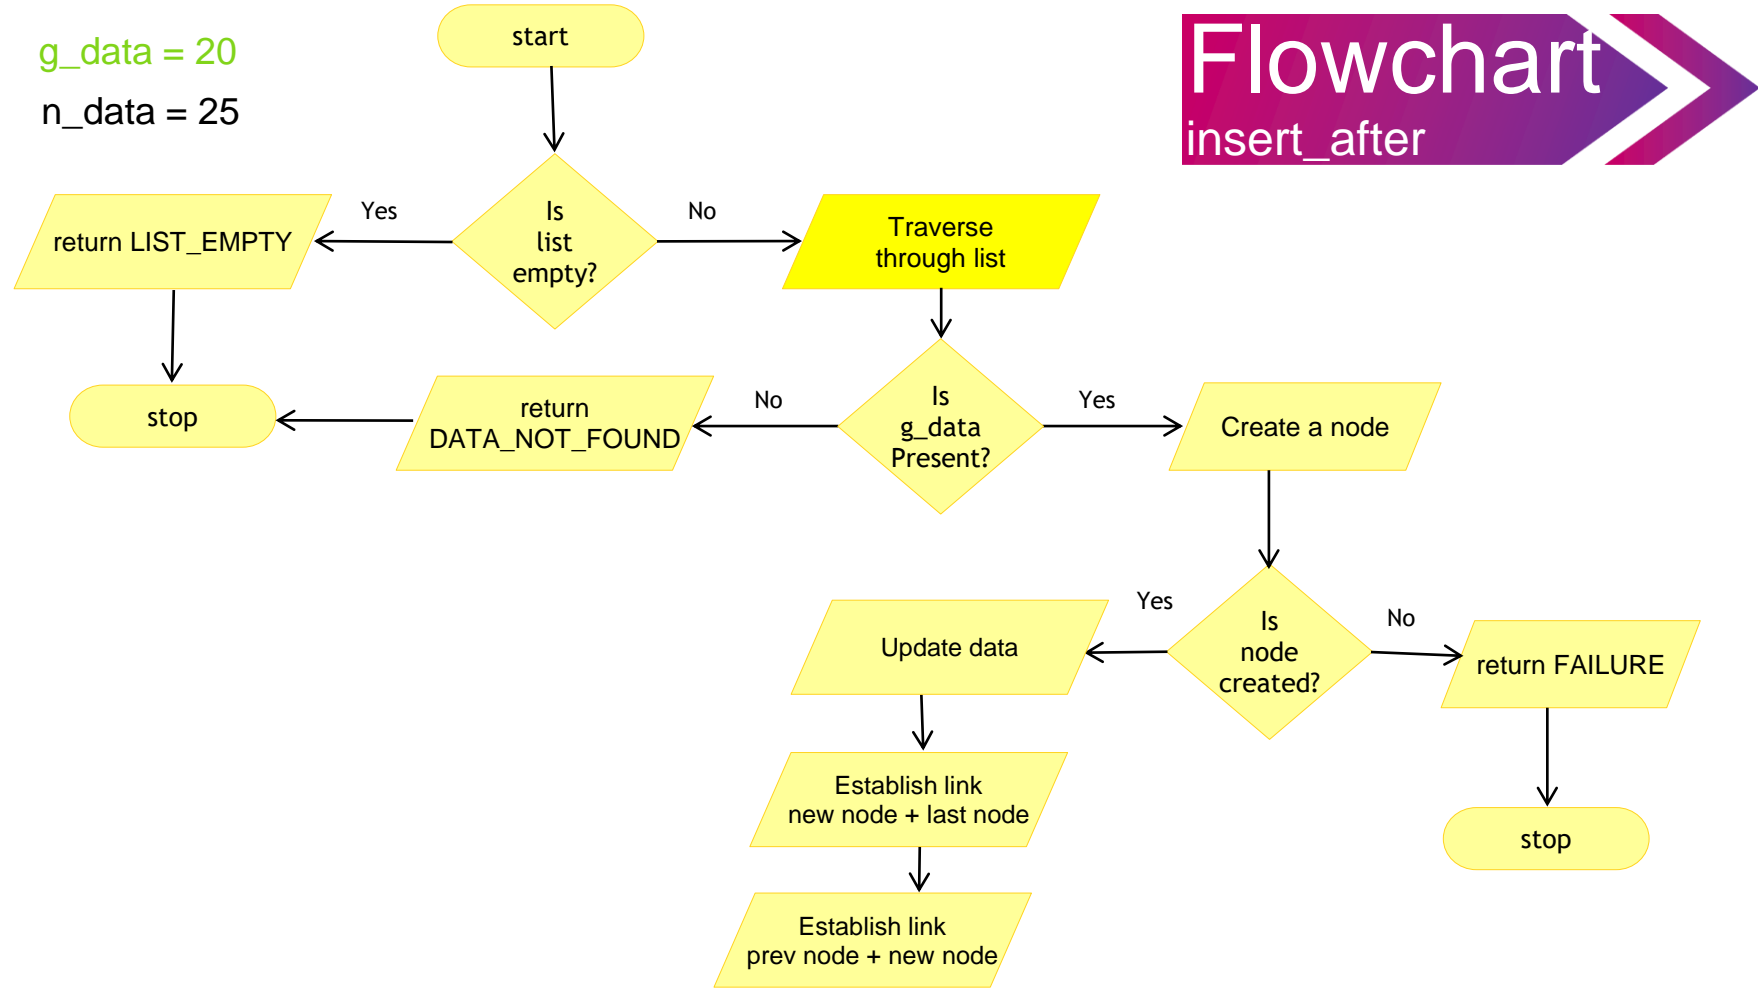 g_data = 20
n_data = 25
start
Flowchart
insert_after
Yes
Is
list
empty?
No
return LIST_EMPTY
Traverse
through list
stop
return
DATA_NOT_FOUND
No
Is
g_data
Present?
Yes
Create a node
Update data
Yes
Is
node
created?
No
return FAILURE
Establish link
new node + last node
stop
Establish link
prev node + new node